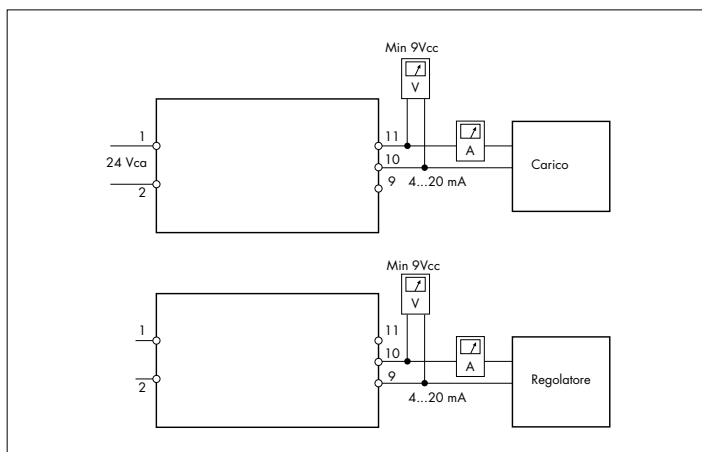 Min 9Vcc
V
1
11
A
24 Vca
10
Carico
2
9
4...20 mA
Min 9Vcc
V
1
11
A
10
2
9
Regolatore
4...20 mA